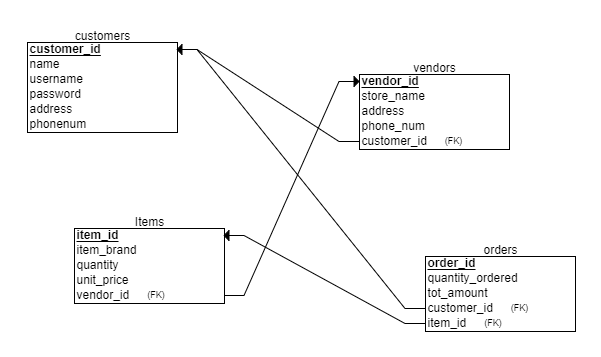 customers
customer_id
name
username
password
address
phonenum
vendors
vendor_id
store_name
address
phone_num
customer_id (FK)
Items
item_id
item_brand
quantity
unit_price
vendor_id (FK)
orders
order_id
quantity_ordered
tot_amount
customer_id (FK)
item_id (FK)